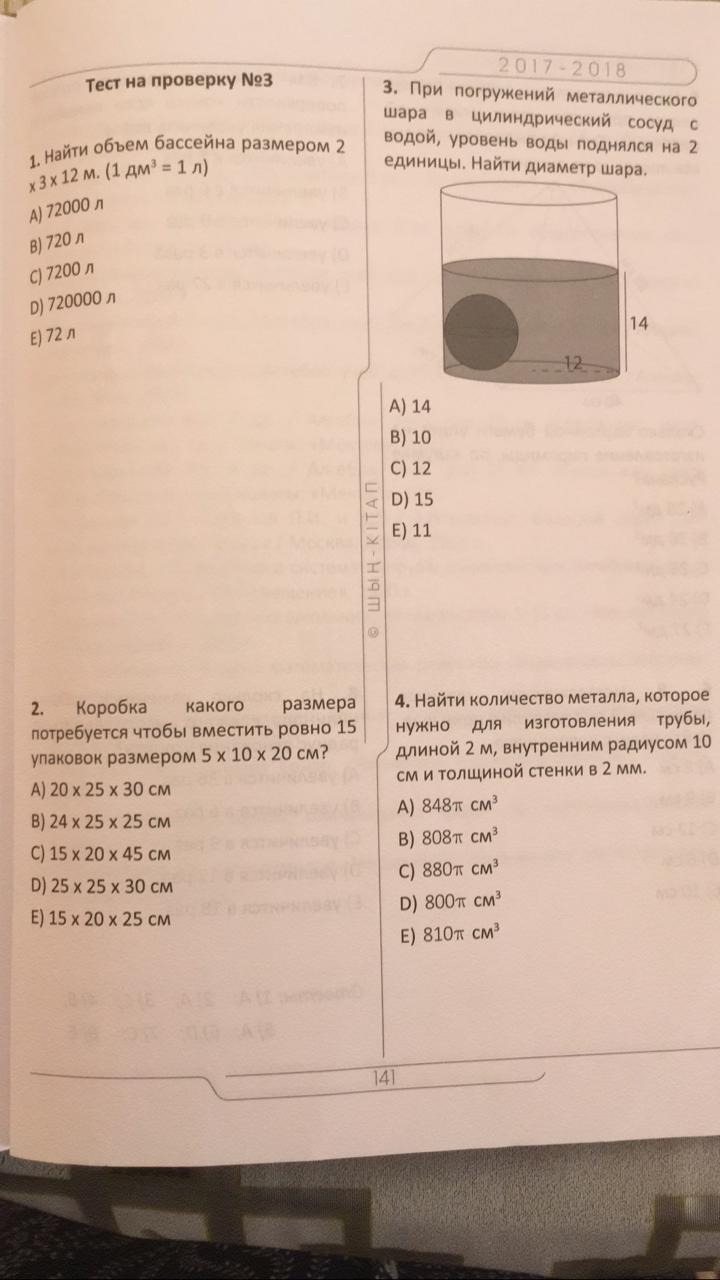 2017-2018
Тест на проверку №3
1. Найти объем бассейна размером 2
х 3 х 12 м. (1 дм³ = 1 л)
A) 72000 л
B) 720 л
C) 7200 л
D) 720000 л
E) 72 л
2. Коробка какого размера
потребуется чтобы вместить ровно 15
упаковок размером 5 х 10 х 20 см?
A) 20 х 25 х 30 см
B) 24 х 25 х 25 см
C) 15 х 20 х 45 см
D) 25 х 25 х 30 см
E) 15 х 20 х 25 см
© ШЫҢ-КІТАП
3. При погружений металлического
шара в цилиндрический сосуд с
водой, уровень воды поднялся на 2
единицы. Найти диаметр шара.
14
12
A) 14
B) 10
C) 12
D) 15
E) 11
4. Найти количество металла, которое
нужно для изготовления трубы,
длиной 2 м, внутренним радиусом 10
см и толщиной стенки в 2 мм.
A) 848π см³
B) 808π см³
C) 880π см³
D) 800π см³
E) 810π см³
141